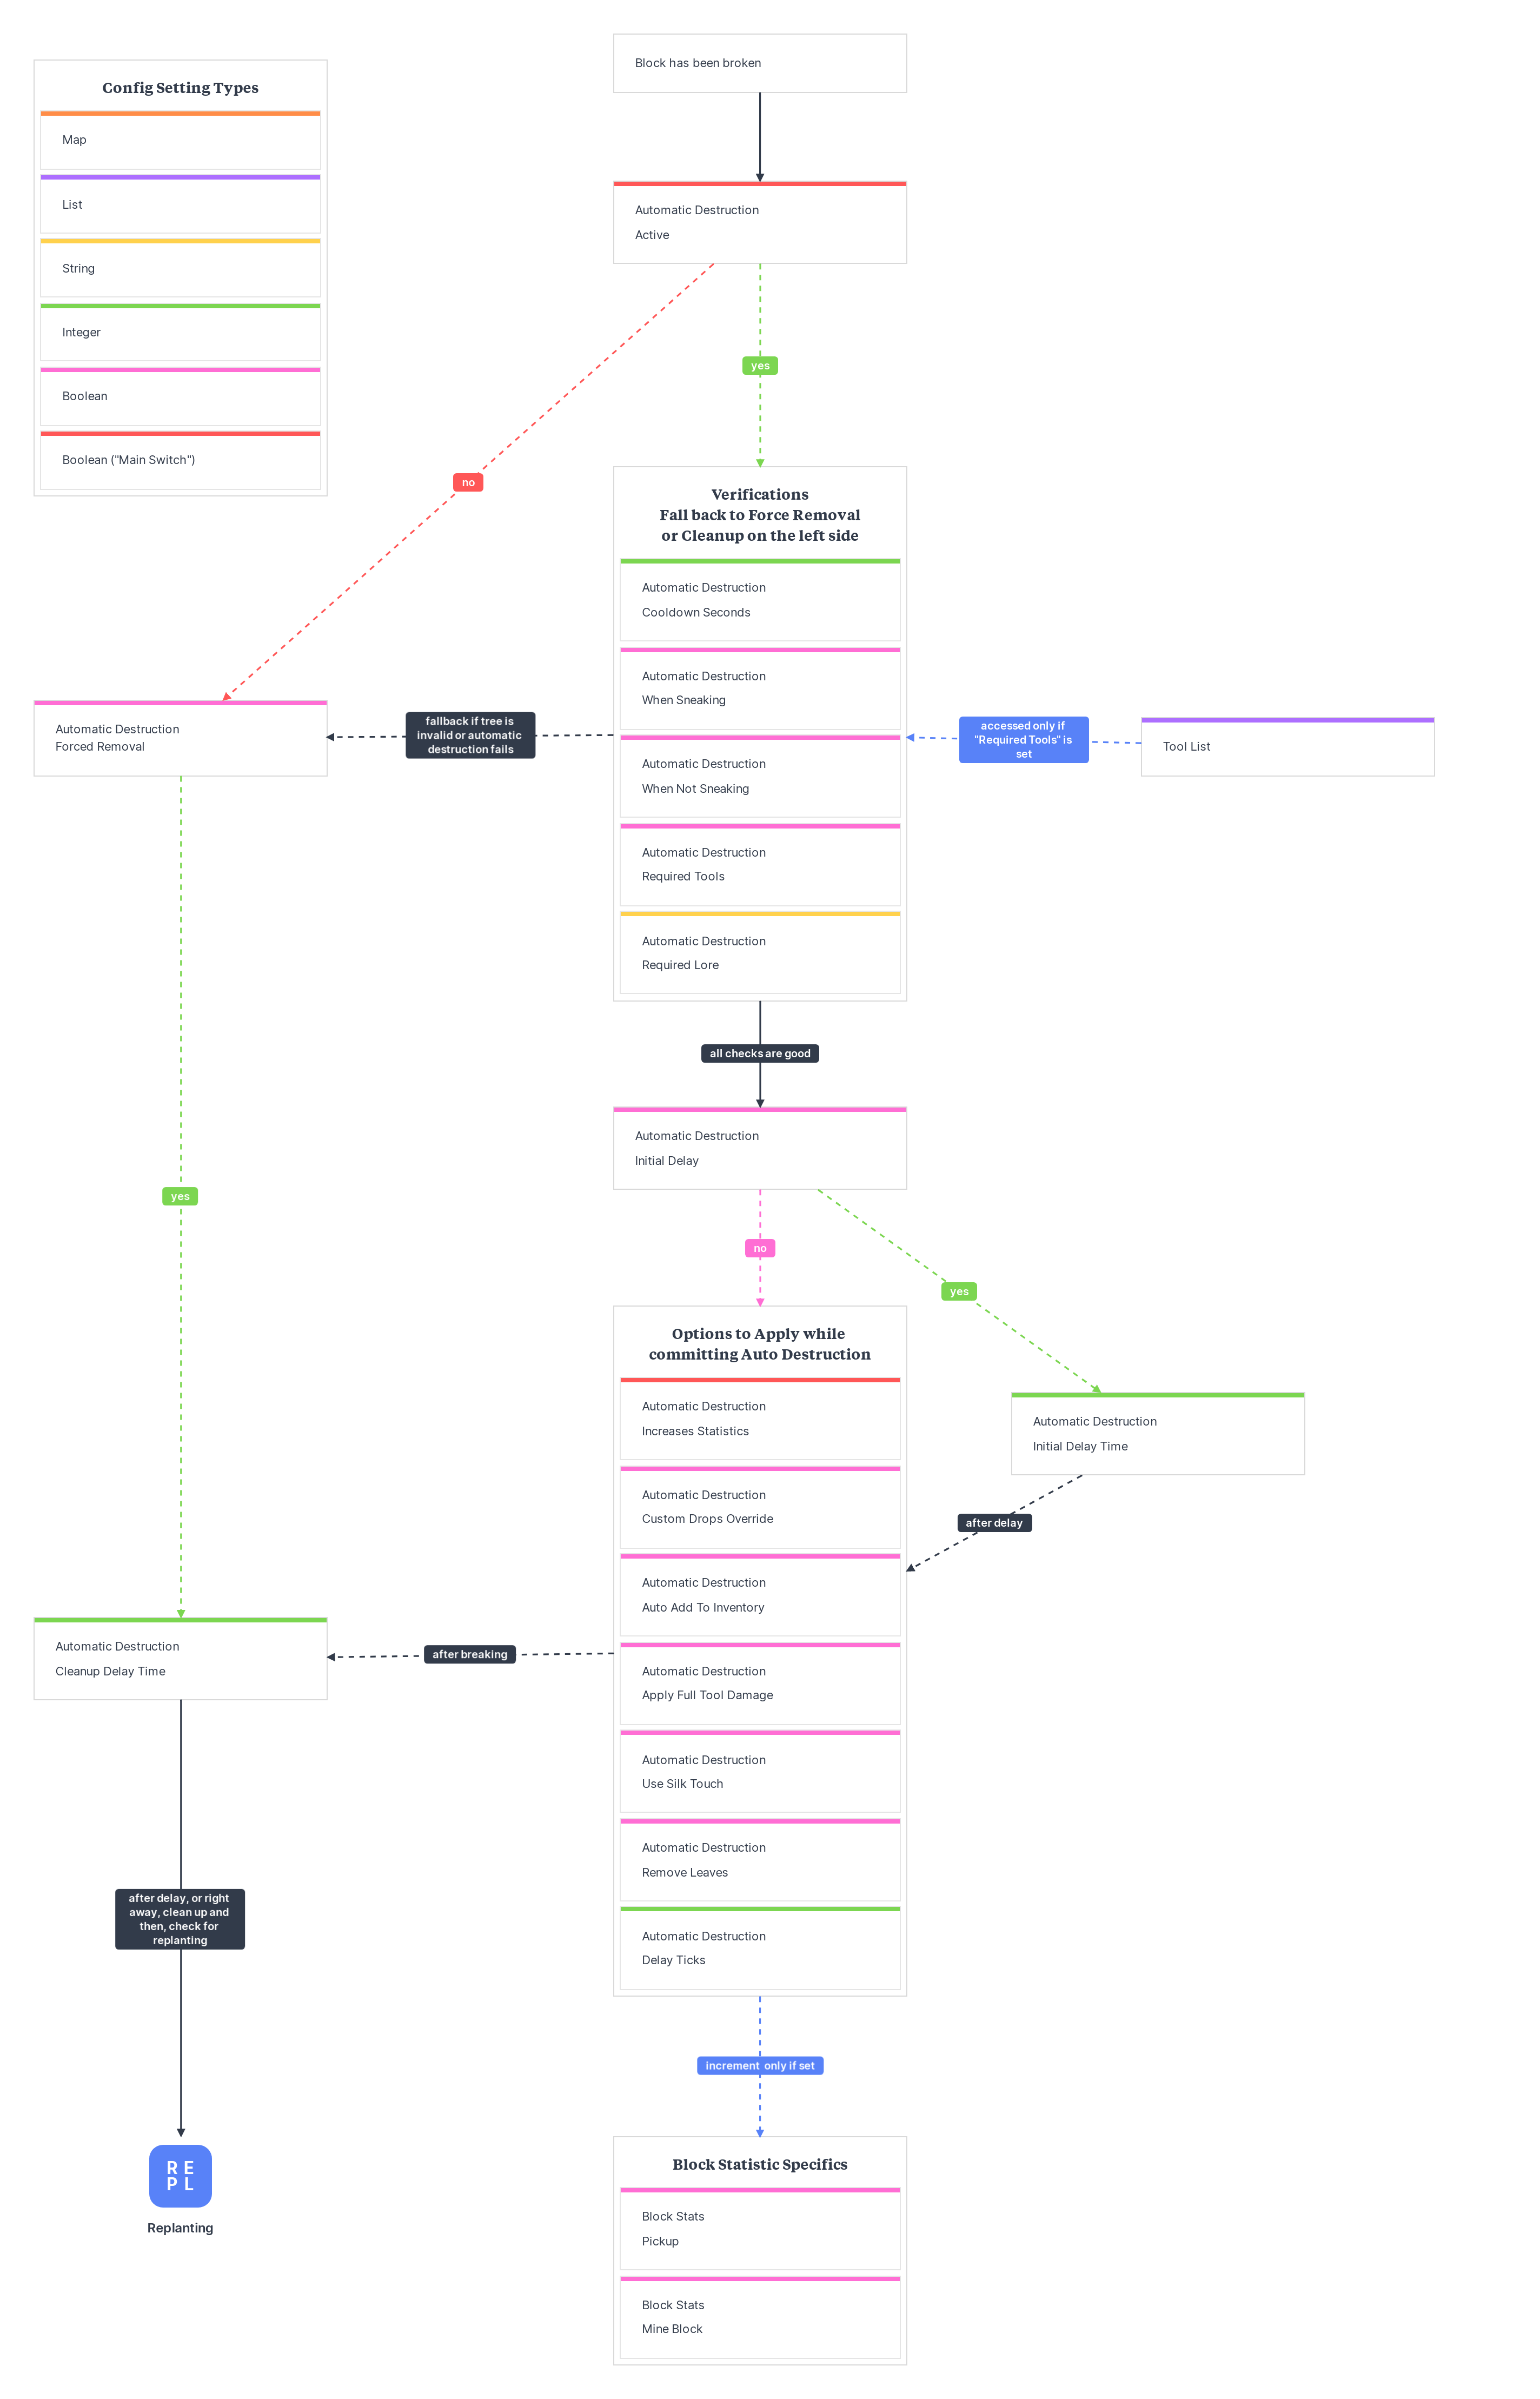 Block has been broken
Config Setting Types
Map
List
String
Integer
Boolean
Boolean ("Main Switch")
Automatic Destruction
Active
yes
no
Verifications
Fall back to Force Removal
or Cleanup on the left side
Automatic Destruction
Cooldown Seconds
Automatic Destruction
When Sneaking
Automatic Destruction
When Not Sneaking
Automatic Destruction
Required Tools
Automatic Destruction
Required Lore
fallback if tree is
invalid or automatic
destruction fails
Automatic Destruction
Forced Removal
accessed only if
"Required Tools" is
set
Tool List
all checks are good
Automatic Destruction
Initial Delay
yes
no
yes
Options to Apply while
committing Auto Destruction
Automatic Destruction
Increases Statistics
Automatic Destruction
Custom Drops Override
Automatic Destruction
Auto Add To Inventory
Automatic Destruction
Apply Full Tool Damage
Automatic Destruction
Use Silk Touch
Automatic Destruction
Remove Leaves
Automatic Destruction
Delay Ticks
Automatic Destruction
Initial Delay Time
after delay
after breaking
Automatic Destruction
Cleanup Delay Time
after delay, or right
away, clean up and
then, check for
replanting
increment only if set
R E
P L
Replanting
Block Statistic Specifics
Block Stats
Pickup
Block Stats
Mine Block